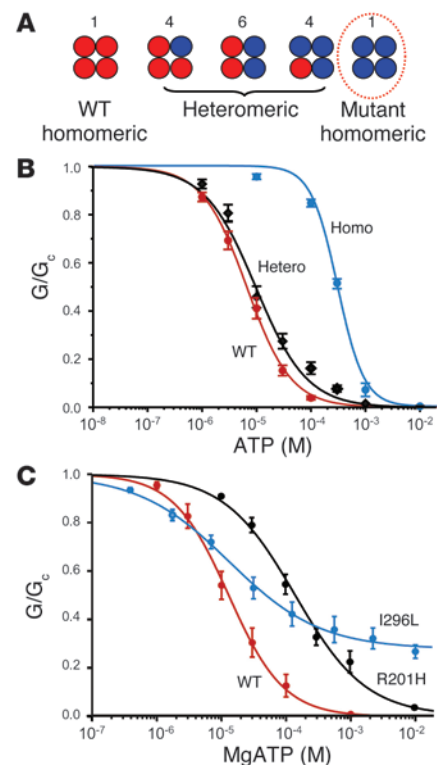 A
1 4 6 4 1
WT homomeric
Heteromeric
Mutant homomeric
B
G/Gc
1.0
0.8
0.6
0.4
0.2
0.0
Homo
Hetero
WT
10⁻⁸ 10⁻⁷ 10⁻⁶ 10⁻⁵ 10⁻⁴ 10⁻³ 10⁻²
ATP (M)
C
G/Gc
1.0
0.8
0.6
0.4
0.2
0.0
I296L
R201H
WT
10⁻⁷ 10⁻⁶ 10⁻⁵ 10⁻⁴ 10⁻³ 10⁻²
MgATP (M)